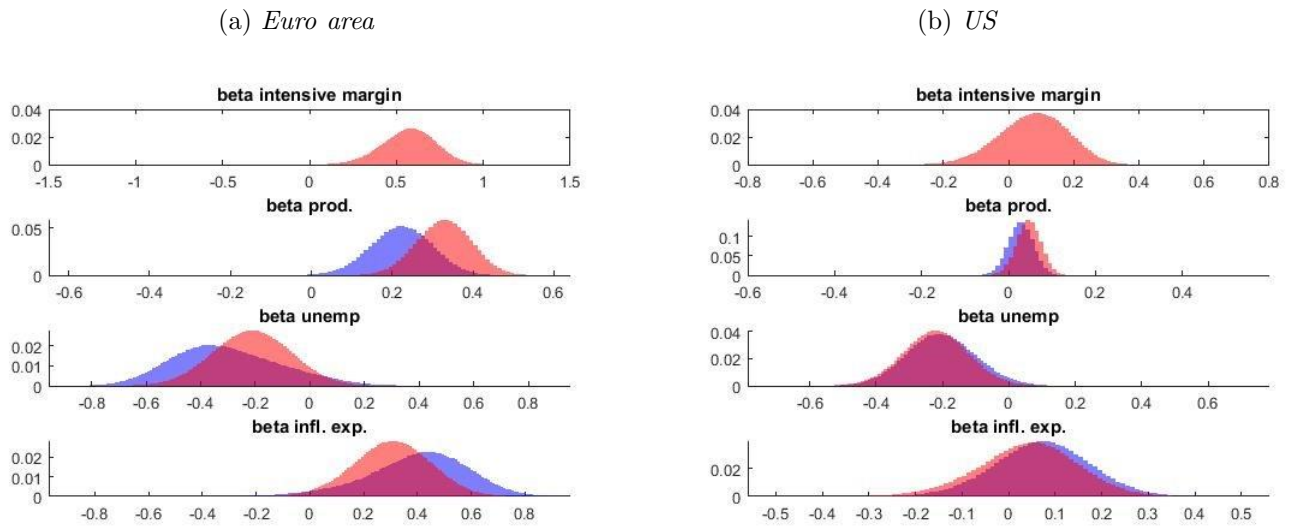 (a) Euro area
beta intensive margin
0.04
0.02
0
-1.5 -1 -0.5 0 0.5 1 1.5
beta prod.
0.05
0
-0.6 -0.4 -0.2 0 0.2 0.4 0.6
beta unemp
0.02
0.01
0
-0.8 -0.6 -0.4 -0.2 0 0.2 0.4 0.6 0.8
beta infl. exp.
0.02
0.01
0
-0.8 -0.6 -0.4 -0.2 0 0.2 0.4 0.6 0.8
(b) US
beta intensive margin
0.04
0.02
0
-0.8 -0.6 -0.4 -0.2 0 0.2 0.4 0.6 0.8
beta prod.
0.1
0.05
0
-0.6 -0.4 -0.2 0 0.2 0.4
beta unemp
0.04
0.02
0
-0.6 -0.4 -0.2 0 0.2 0.4 0.6
beta infl. exp.
0.02
0
-0.5 -0.4 -0.3 -0.2 -0.1 0 0.1 0.2 0.3 0.4 0.5